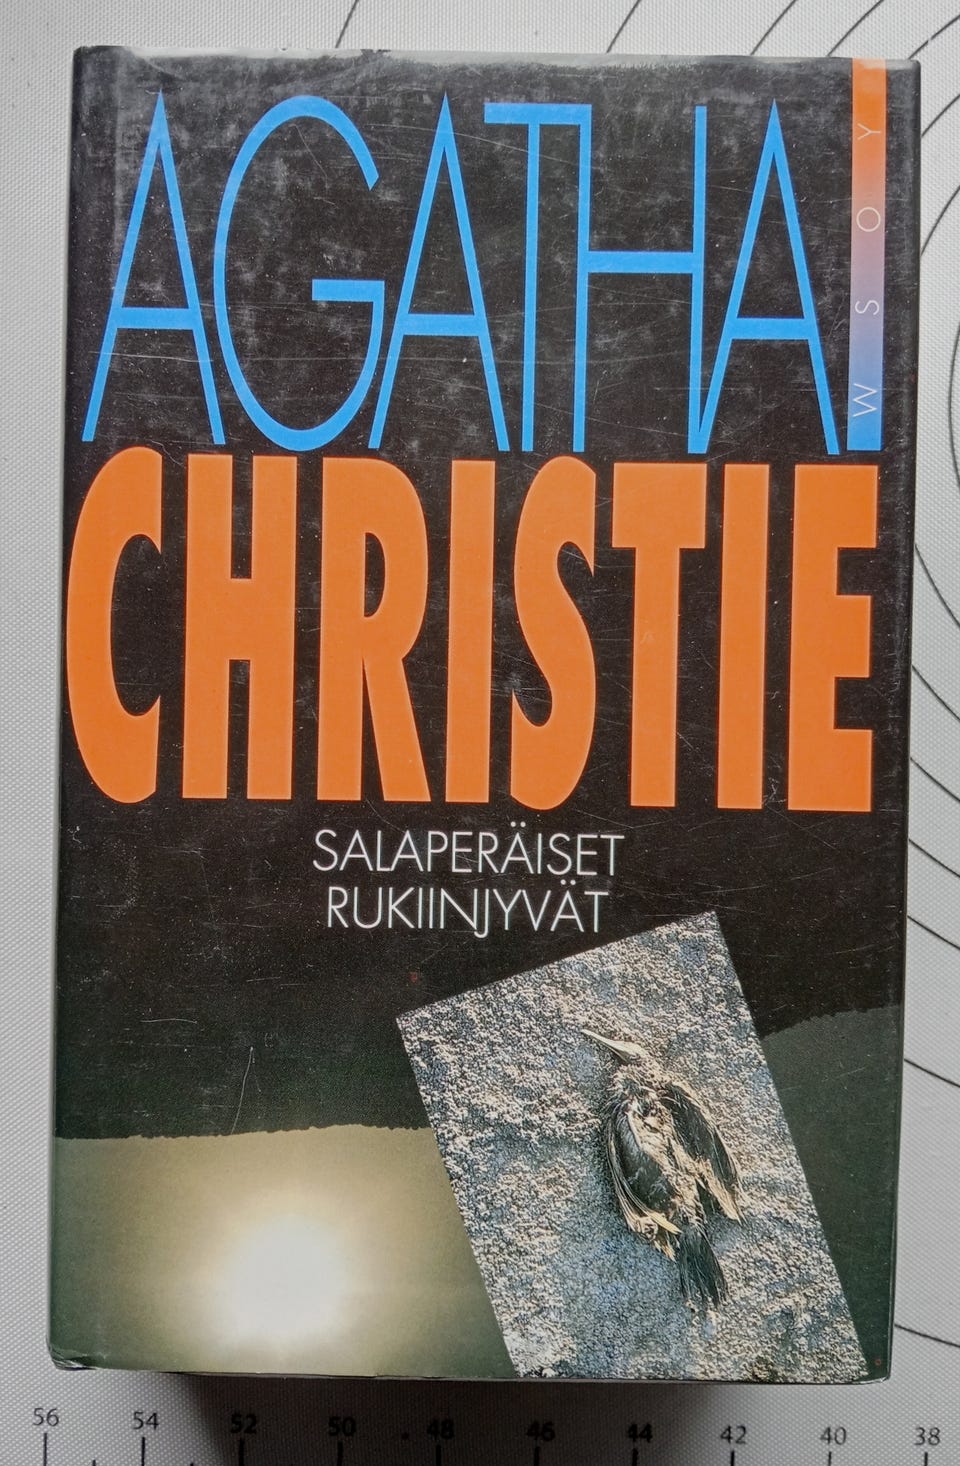 AGATHA
WSOY
CHRISTIE
SALAPERÄISET
RUKIINJYVÄT
56 54 52 50 48 46 44 42 40 38